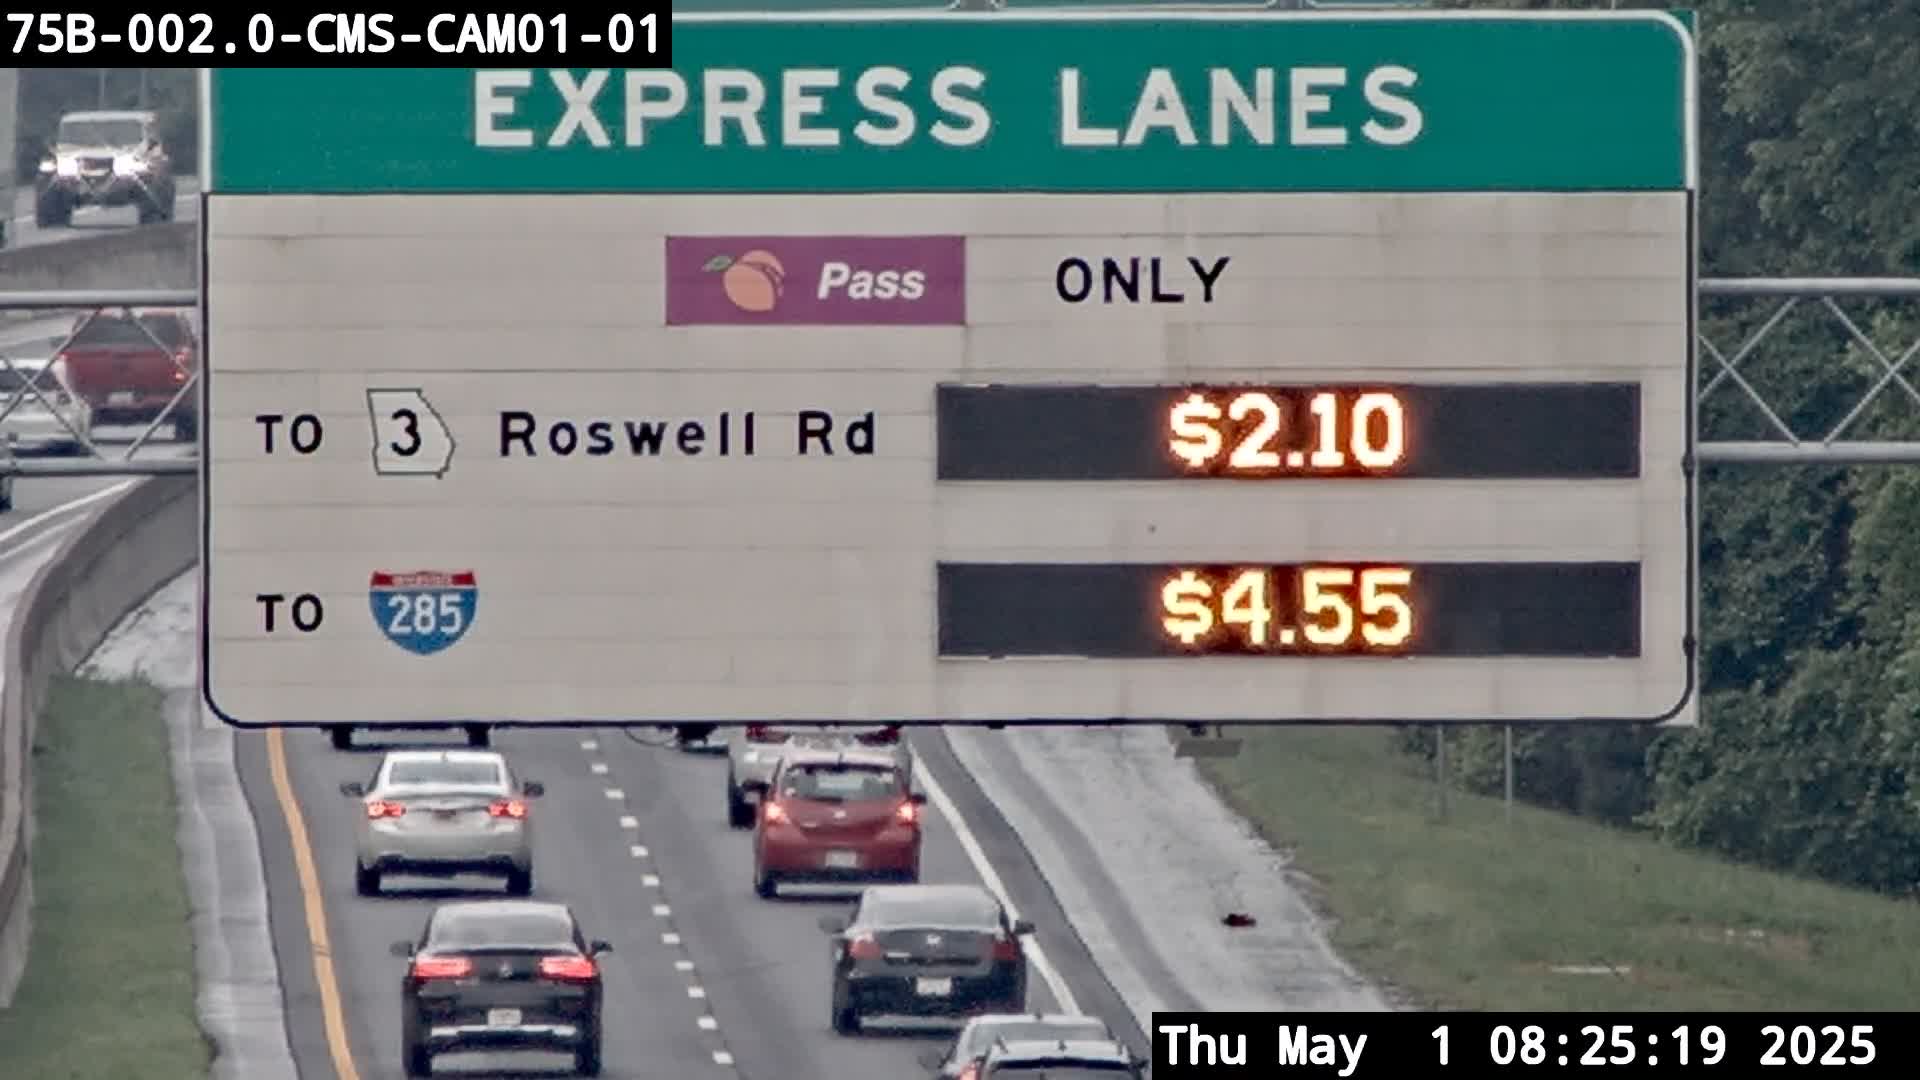 75B-002.0-CMS-CAM01-01
EXPRESS LANES
Pass ONLY
TO 3 Roswell Rd $2.10
TO 285 $4.55
Thu May 1 08:25:19 2025